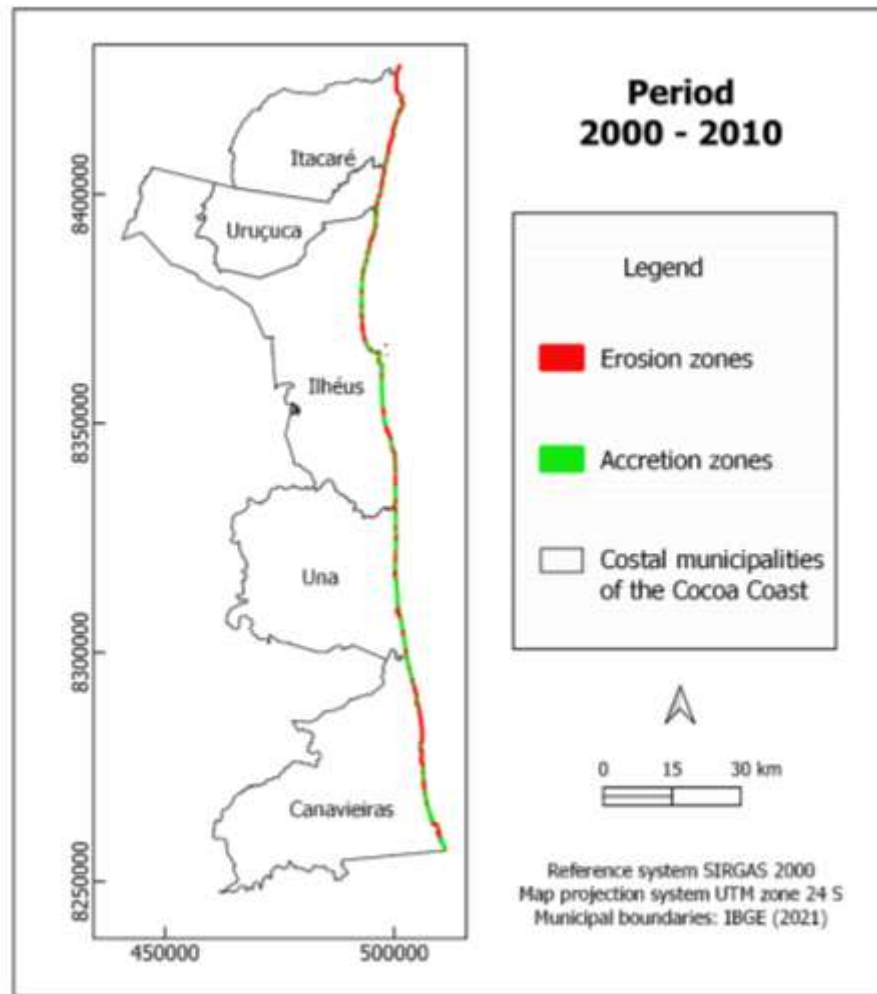 Period
2000 - 2010
Legend
Erosion zones
Accretion zones
Costal municipalities
of the Cocoa Coast
Itacaré
Uruçuca
Ilhéus
Una
Canavieiras
8400000
8350000
8300000
8250000
450000
500000
0 15 30 km
Reference system SIRGAS 2000
Map projection system UTM zone 24 S
Municipal boundaries: IBGE (2021)